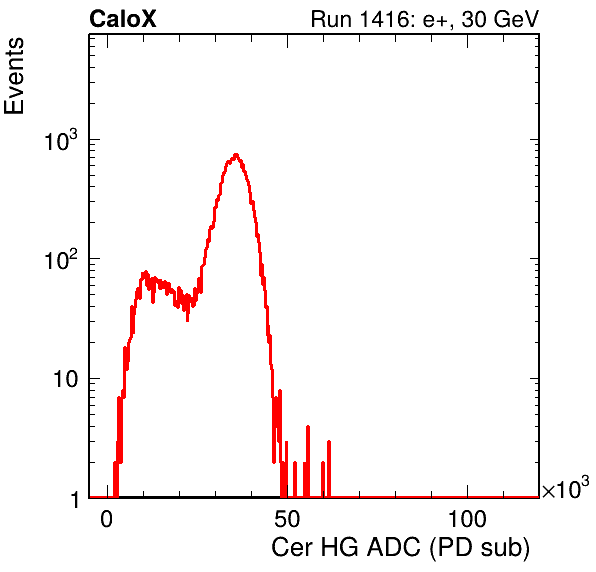 CaloX Run 1416: e+, 30 GeV
Events
10³
10²
10
1
0 50 100 ×10³
Cer HG ADC (PD sub)